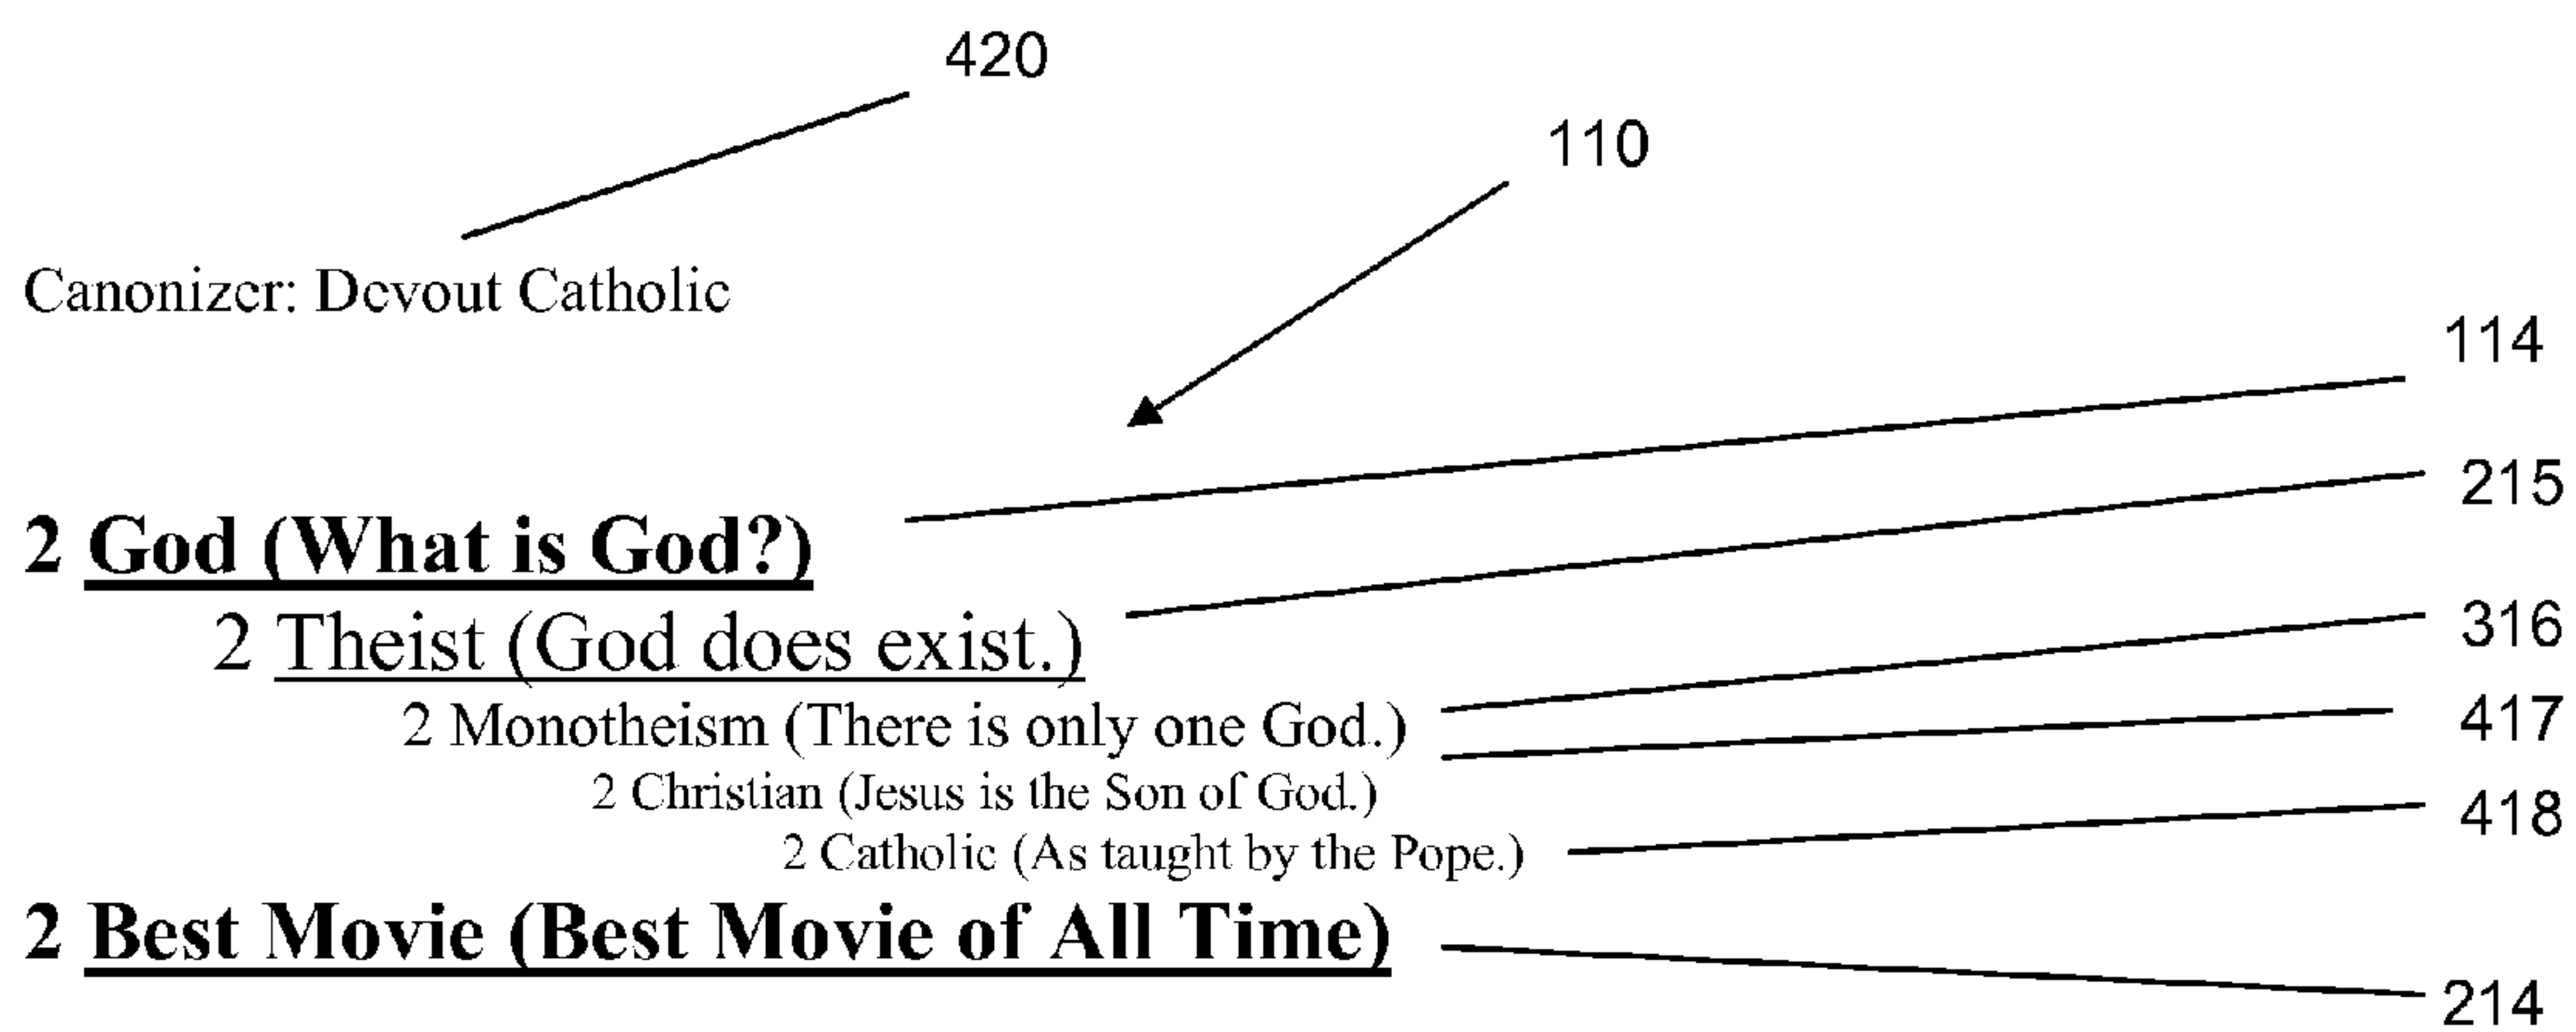 420
110
Canonizer: Devout Catholic
114
215
2 God (What is God?)
316
2 Theist (God does exist.)
417
2 Monotheism (There is only one God.)
2 Christian (Jesus is the Son of God.)
418
2 Catholic (As taught by the Pope.)
2 Best Movie (Best Movie of All Time)
214